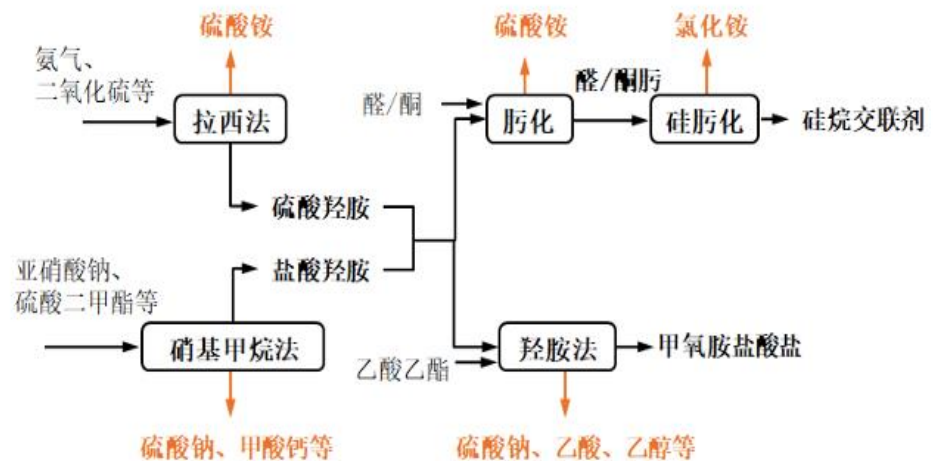 硫酸铵
硫酸铵
氯化铵
氨气、
二氧化硫等
拉西法
醛/酮
肟化
醛/酮肟
硅肟化
硅烷交联剂
硫酸羟胺
盐酸羟胺
亚硝酸钠、
硫酸二甲酯等
硝基甲烷法
乙酸乙酯
羟胺法
甲氧胺盐酸盐
硫酸钠、甲酸钙等
硫酸钠、乙酸、乙醇等